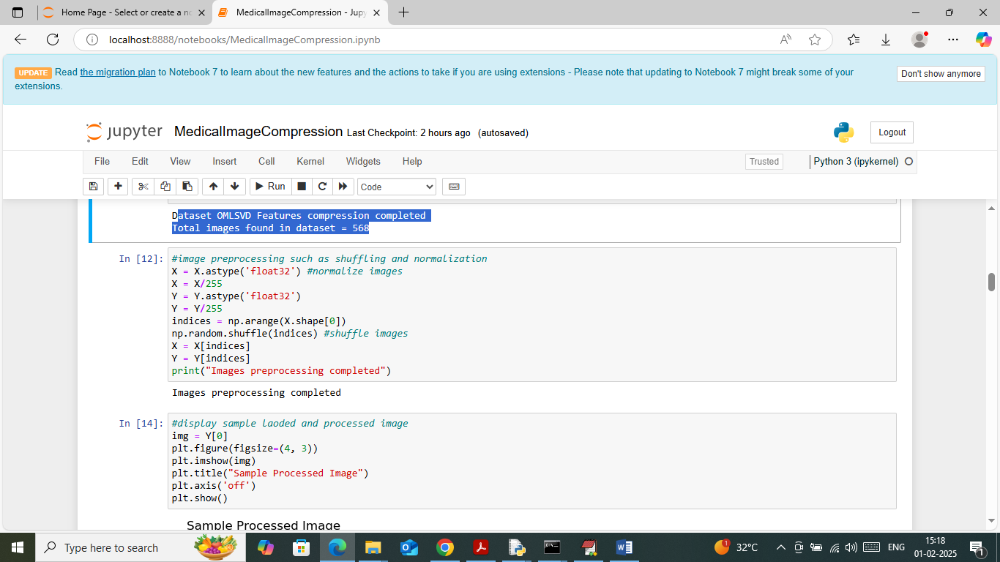 Home Page - Select or create a no
MedicalImageCompression - Jupy
localhost:8888/notebooks/MedicalImageCompression.ipynb
UPDATE Read the migration plan to Notebook 7 to learn about the new features and the actions to take if you are using extensions - Please note that updating to Notebook 7 might break some of your
extensions.
Don't show anymore
jupyter MedicalImageCompression Last Checkpoint: 2 hours ago (autosaved)
Logout
File Edit View Insert Cell Kernel Widgets Help
Trusted
Python 3 (ipykernel)
Run
Code
Dataset OMLSVD Features compression completed
Total images found in dataset = 568
In [12]: #image preprocessing such as shuffling and normalization
X = X.astype('float32') #normalize images
X = X/255
Y = Y.astype('float32')
Y = Y/255
indices = np.arange(X.shape[0])
np.random.shuffle(indices) #shuffle images
X = X[indices]
Y = Y[indices]
print("Images preprocessing completed")
Images preprocessing completed
In [14]: #display sample laoded and processed image
img = Y[0]
plt.figure(figsize=(4, 3))
plt.imshow(img)
plt.title("Sample Processed Image")
plt.axis('off')
plt.show()
Sample Processed Image
Type here to search
1
32°C
ENG
15:18
01-02-2025
1